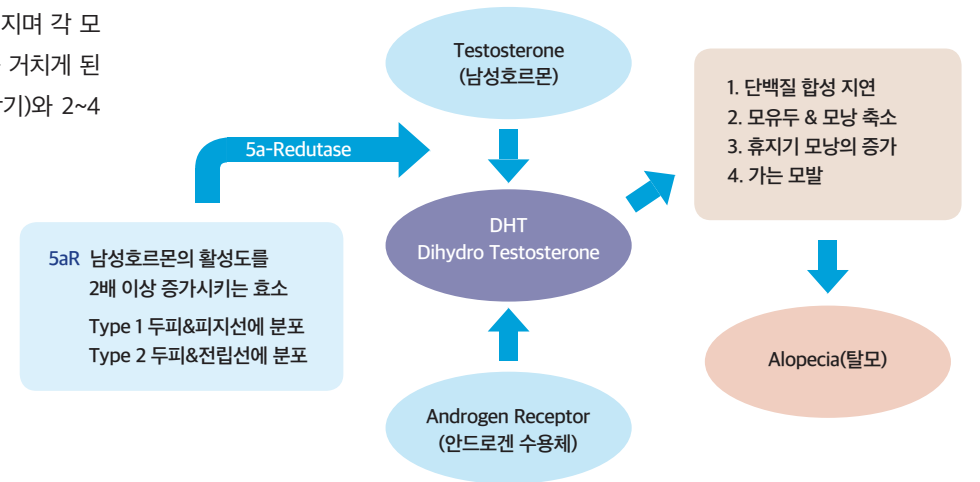 지며 각 모
거치게 된
기)와 2~4
Testosterone
(남성호르몬)
5a-Redutase
1. 단백질 합성 지연
2. 모유두 & 모낭 축소
3. 휴지기 모낭의 증가
4. 가는 모발
DHT
Dihydro Testosterone
5aR 남성호르몬의 활성도를
2배 이상 증가시키는 효소
Type 1 두피&피지선에 분포
Type 2 두피&전립선에 분포
Alopecia(탈모)
Androgen Receptor
(안드로겐 수용체)